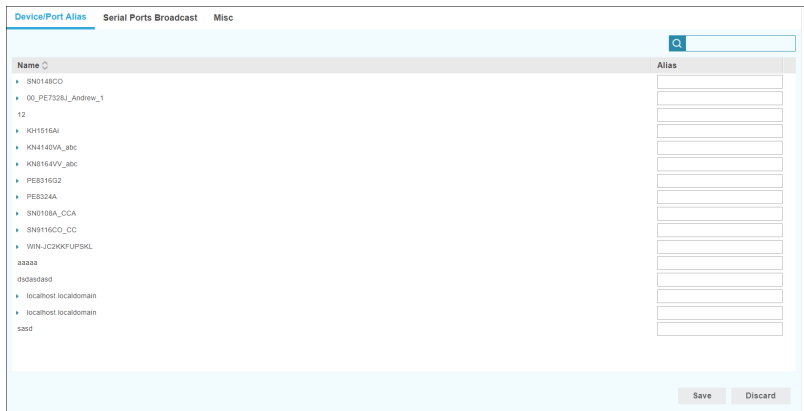 Device/Port Alias Serial Ports Broadcast Misc
Name Alias
SN0148CO
00_PE7328J_Andrew_1
12
KH1516Ai
KN4140VA_abc
KN8164VV_abc
PE8316G2
PE8324A
SN0108A_CCA
SN9116CO_CC
WIN-JC2KKFUPSKL
aaaaa
dsdasdasd
localhost.localdomain
localhost.localdomain
sasd
Save Discard